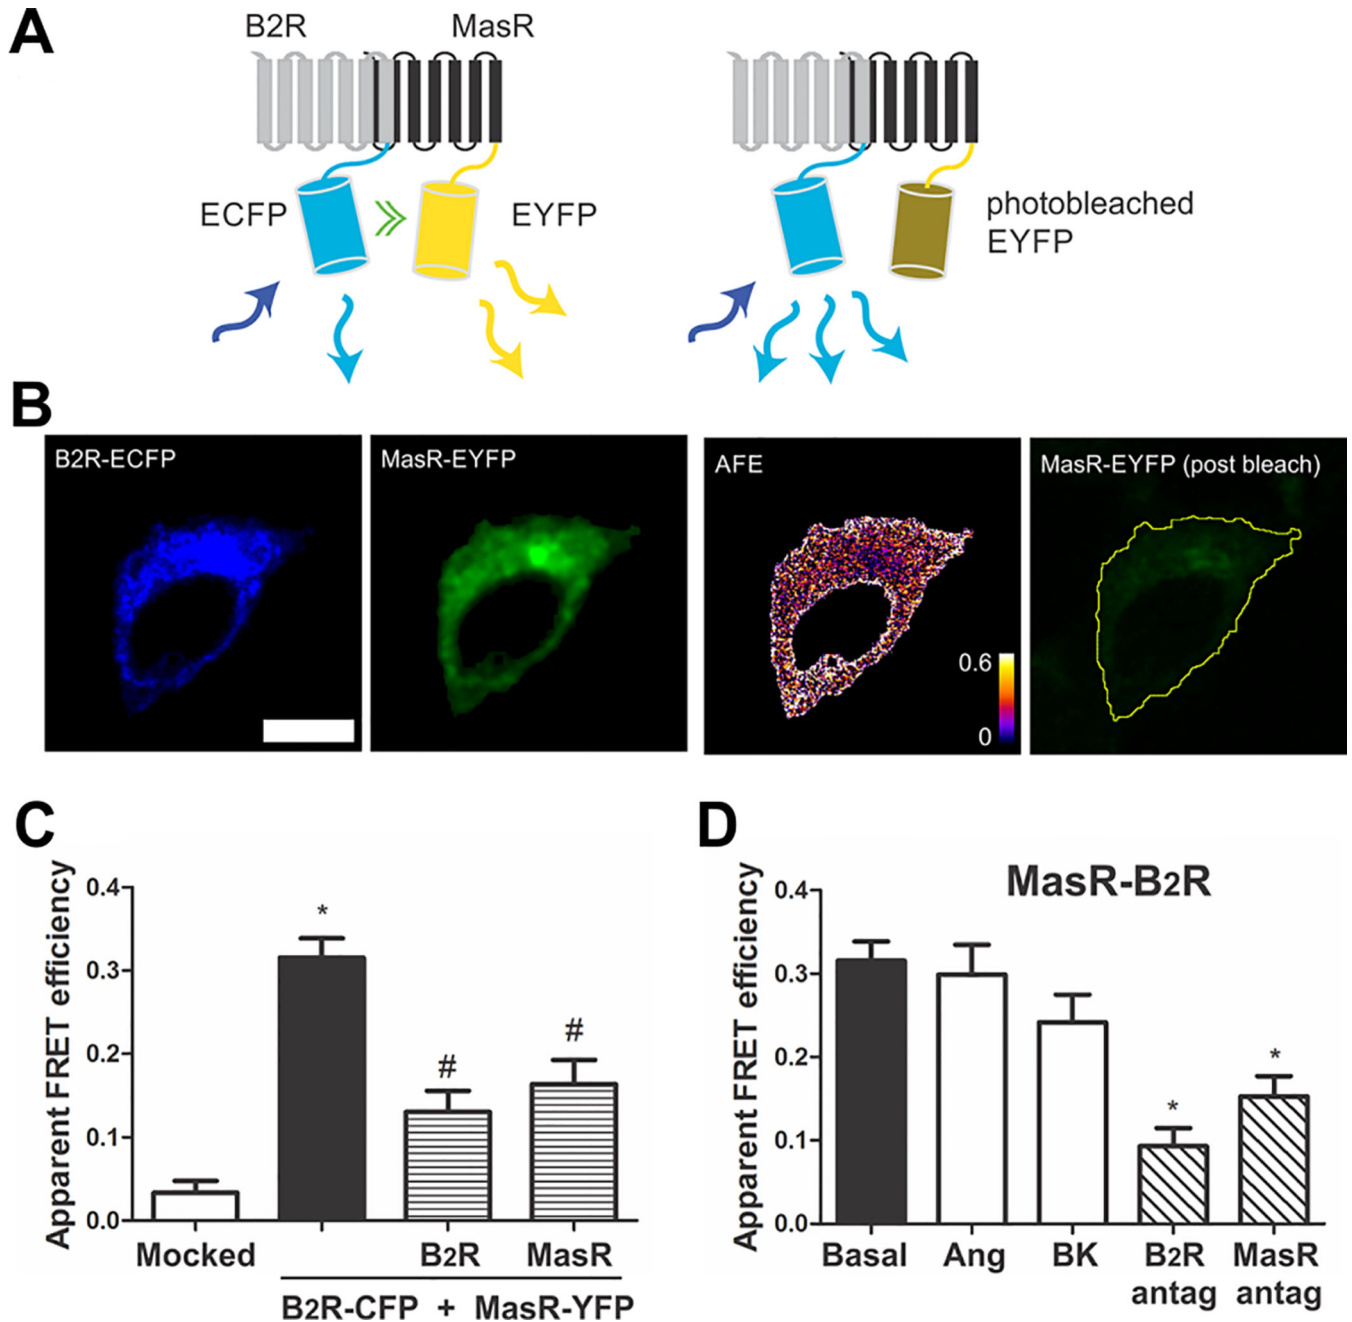 A
B2R
MasR
ECFP
EYFP
photobleached
EYFP
B
B2R-ECFP
MasR-EYFP
AFE
0.6
0
MasR-EYFP (post bleach)
C
Apparent FRET efficiency
0.4
0.3
0.2
0.1
0.0
*
#
#
Mocked
B2R
MasR
B2R-CFP + MasR-YFP
D
MasR-B2R
Apparent FRET efficiency
0.4
0.3
0.2
0.1
0.0
*
*
Basal
Ang
BK
B2R
antag
MasR
antag